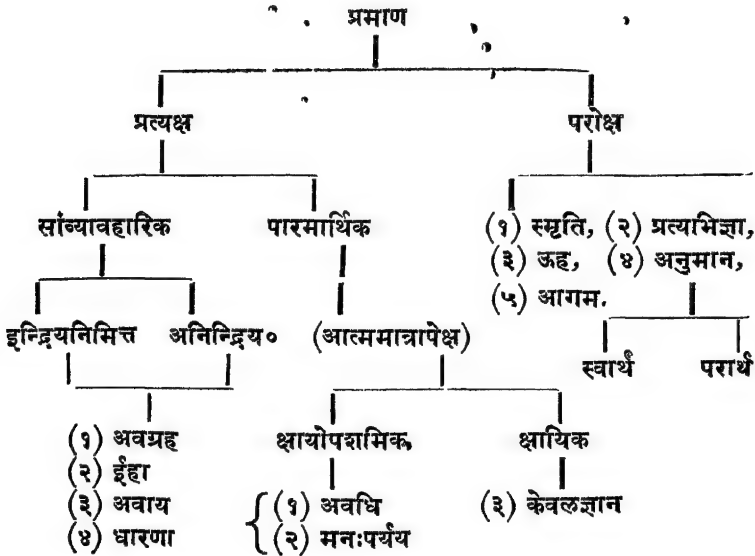 प्रमाण
प्रत्यक्ष परोक्ष
सांव्यावहारिक पारमार्थिक (१) स्मृति, (२) प्रत्याभिज्ञा,
(३) ऊह, (४) अनुमान,
(५) आगम.
इन्द्रियनिमित्त अनिन्द्रिय० (आत्ममात्रापेक्ष)
स्वार्थ परार्थ
(१) अवग्रह क्षायोपशमिक, क्षायिक
(२) ईहा
(३) अवाय (१) अवधि (३) केवलज्ञान
(४) धारणा (२) मनःपर्यय